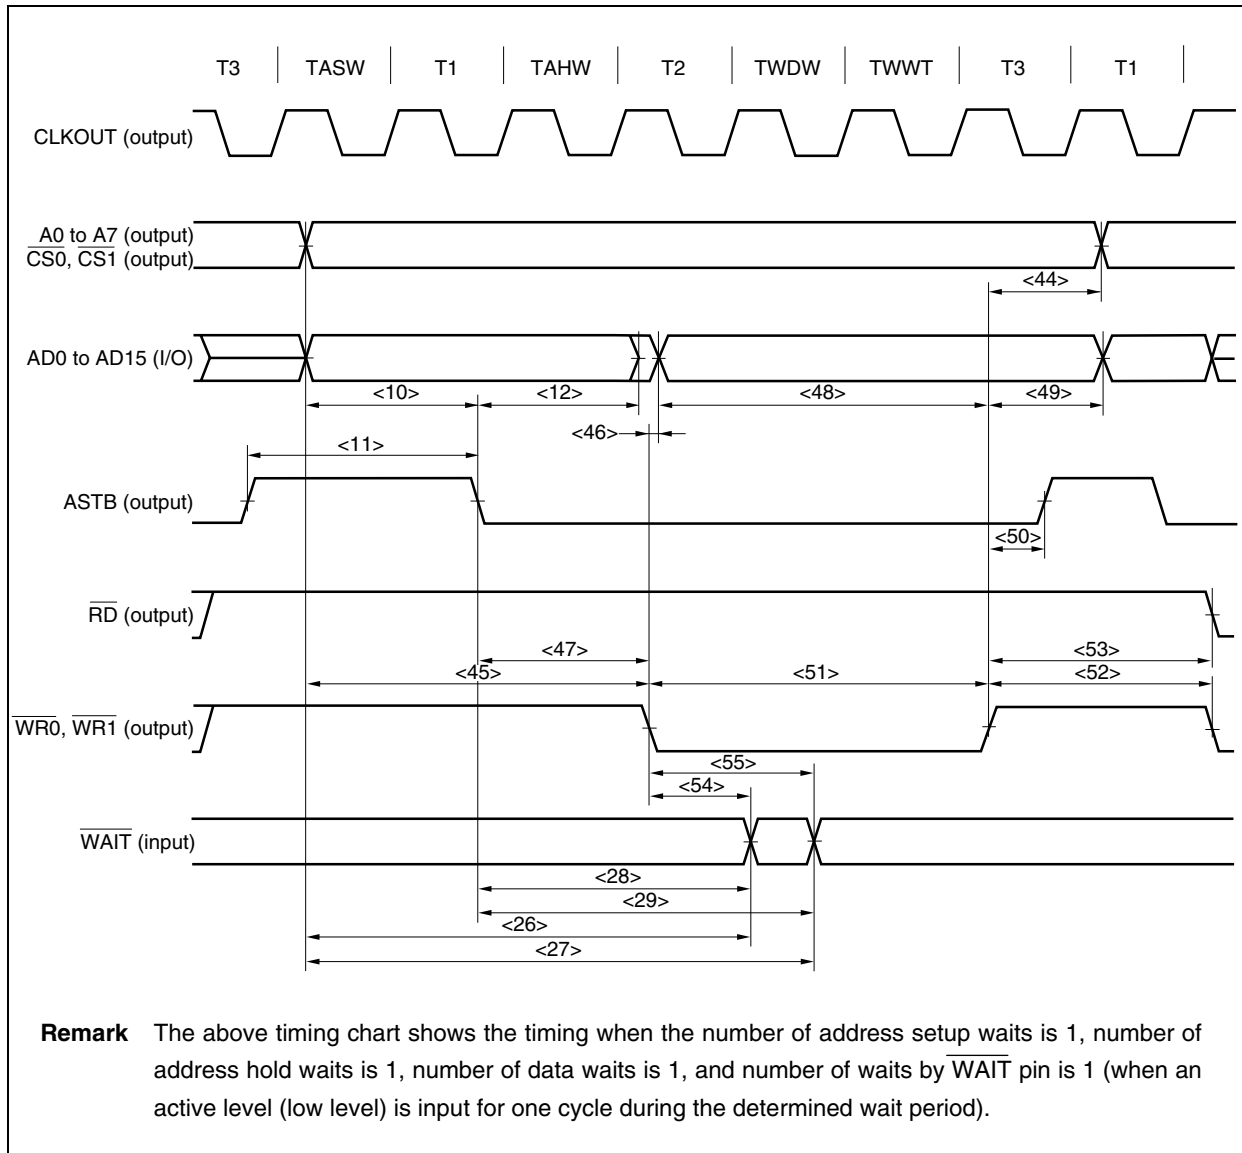 T3 TASW T1 TAHW T2 TWDW TWWT T3 T1
CLKOUT (output)
A0 to A7 (output)
CS0, CS1 (output)
<44>
AD0 to AD15 (I/O)
<10> <12> <48> <49>
<46>
<11>
ASTB (output)
<50>
RD (output)
<47> <53>
<45> <51> <52>
WR0, WR1 (output)
<55>
<54>
WAIT (input)
<28>
<29>
<26>
<27>
Remark The above timing chart shows the timing when the number of address setup waits is 1, number of
address hold waits is 1, number of data waits is 1, and number of waits by WAIT pin is 1 (when an
active level (low level) is input for one cycle during the determined wait period).